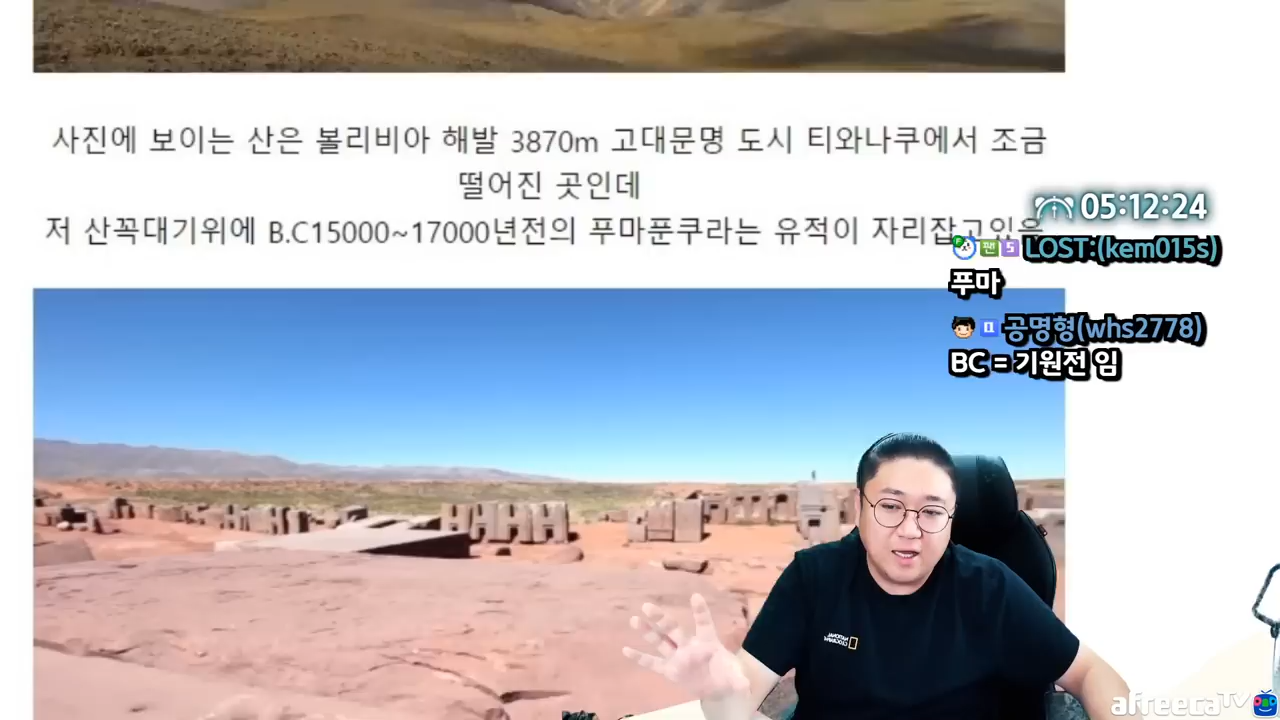 사진에 보이는 산은 볼리비아 해발 3870m 고대문명 도시 티와나쿠에서 조금
떨어진 곳인데
저 산꼭대기위에 B.C15000~17000년전의 푸마푼쿠라는 유적이 자리잡고있음
05:12:24
LOST:(kem015s)
푸마
공명형(whs2778)
BC = 기원전 임
NATIONAL
GEOGRAPHIC
afreecaTV